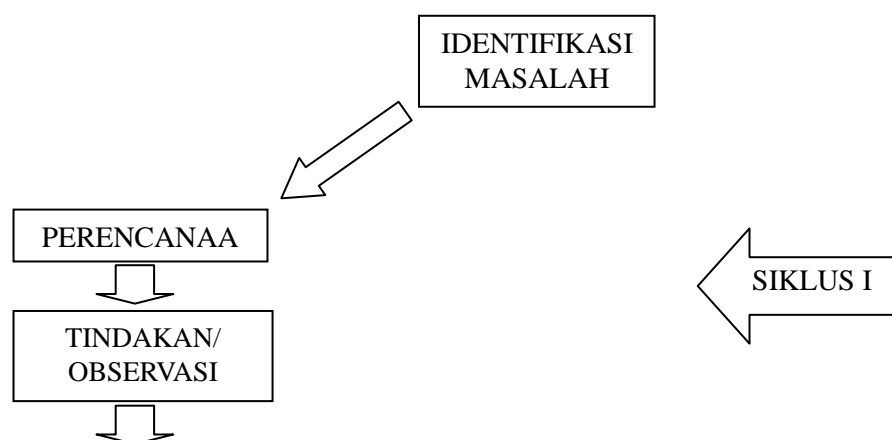 IDENTIFIKASI
MASALAH
PERENCANAA
SIKLUS I
TINDAKAN/
OBSERVASI